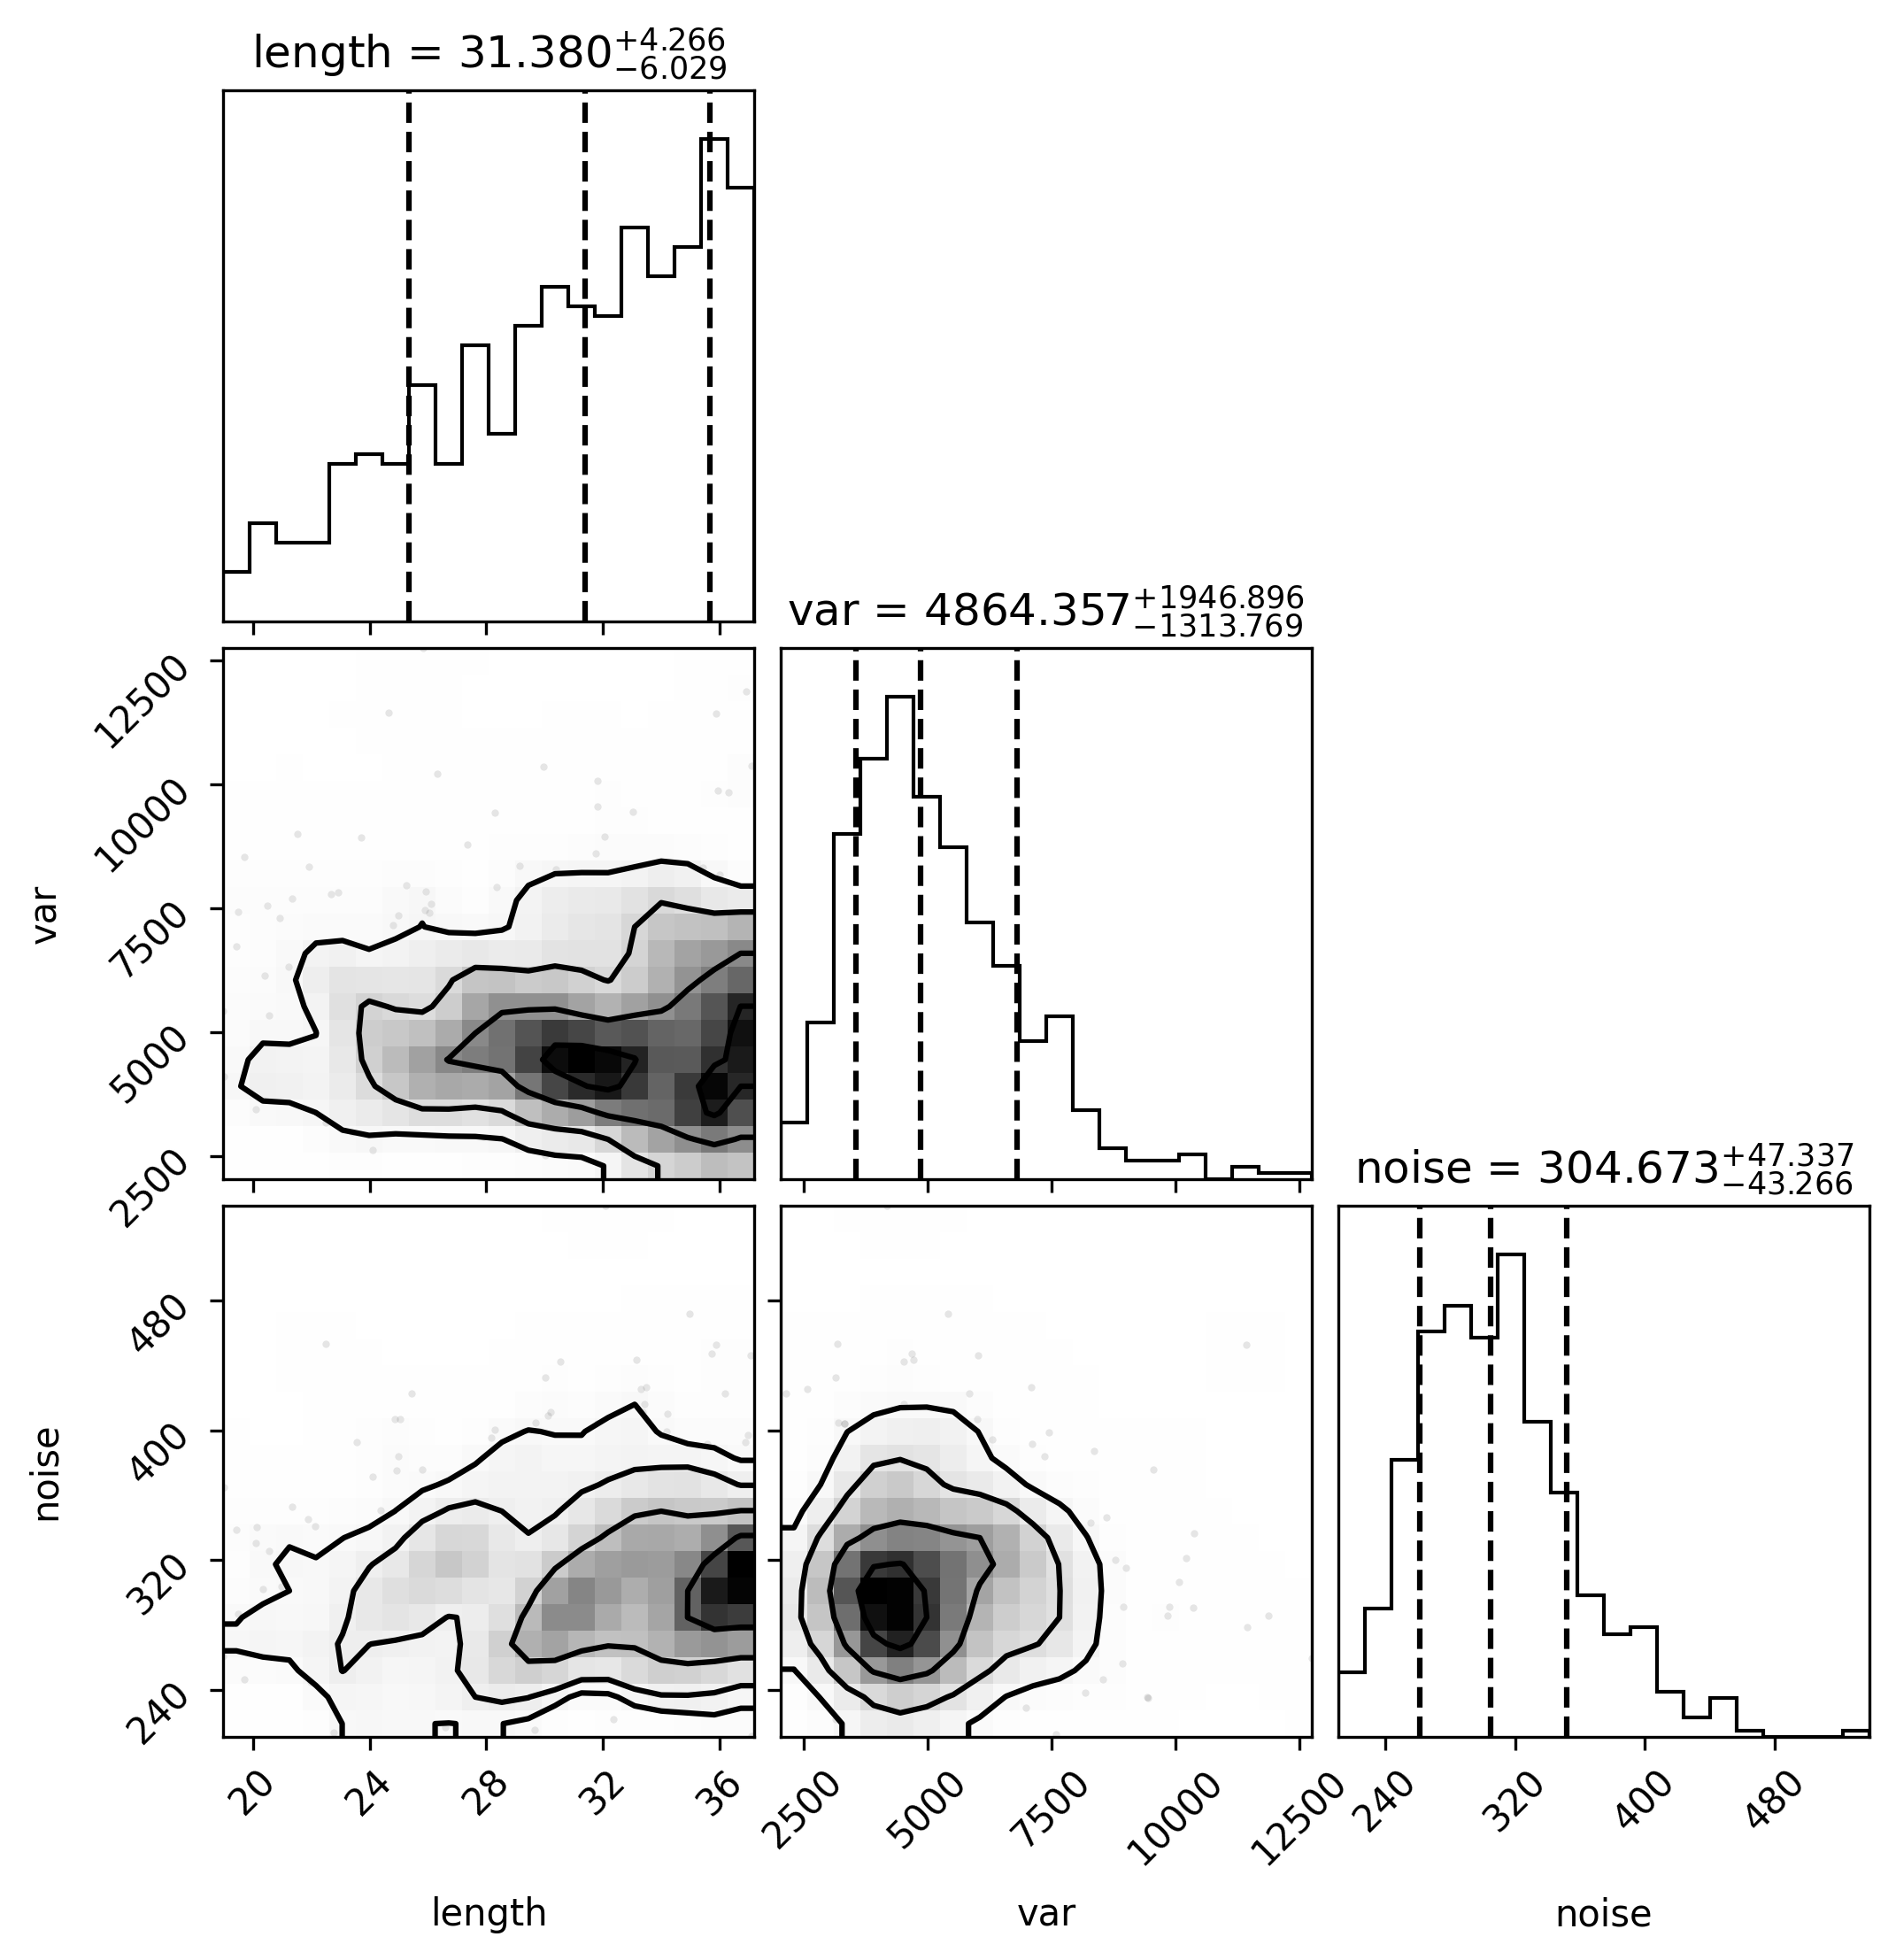 length = 31.380+4.266−6.029
var = 4864.357+1946.896−1313.769
12500
10000
7500
5000
2500
var
noise = 304.673+47.337−43.266
480
400
320
240
noise
20 24 28 32 36 2500 5000 7500 10000 12500 240 320 400 480
length var noise